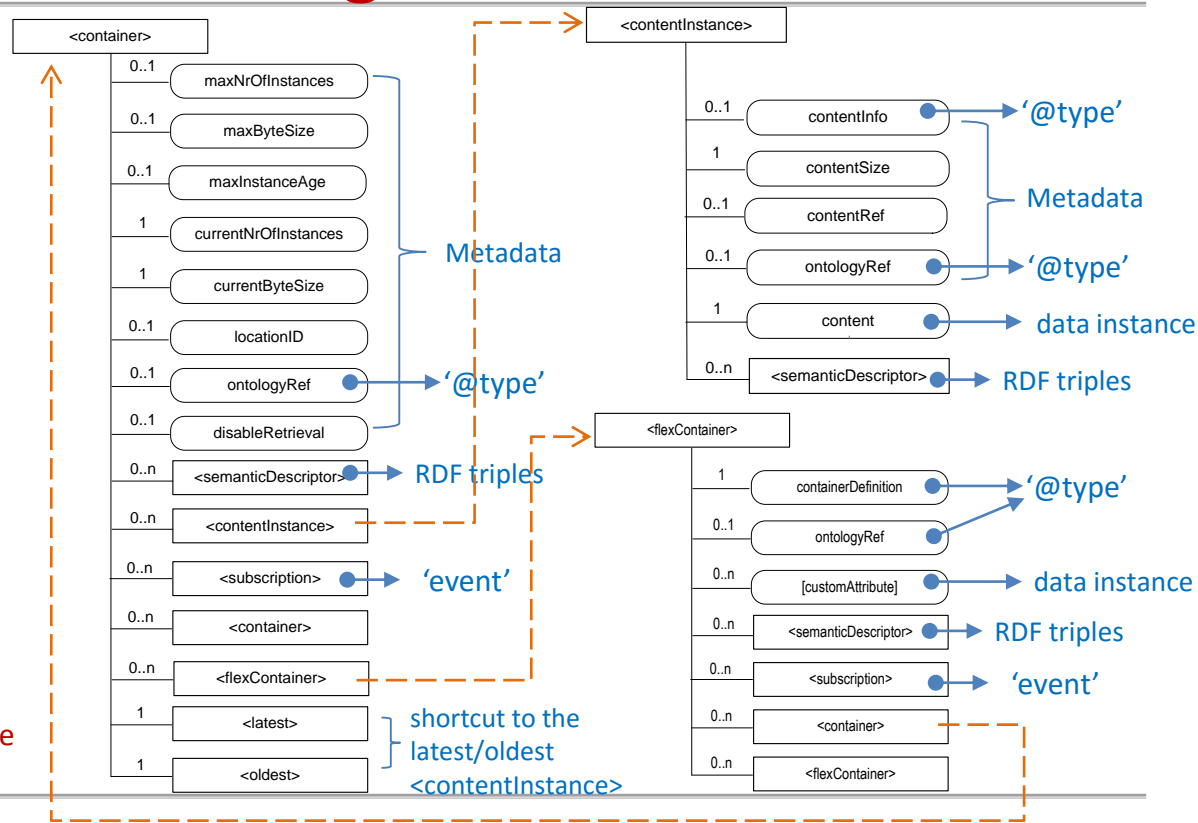 <container>
0..1
maxNrOfInstances
0..1
maxByteSize
0..1
maxInstanceAge
1
currentNrOfInstances
1
currentByteSize
0..1
locationID
0..1
ontologyRef
‘@type’
0..1
disableRetrieval
Metadata
0..n
<semanticDescriptor>
RDF triples
0..n
<contentInstance>
0..n
<subscription>
‘event’
0..n
<container>
0..n
<flexContainer>
1
<latest>
1
<oldest>
shortcut to the
latest/oldest
<contentInstance>
e
<contentInstance>
0..1
contentInfo
‘@type’
1
contentSize
0..1
contentRef
Metadata
0..1
ontologyRef
‘@type’
1
content
data instance
0..n
<semanticDescriptor>
RDF triples
<flexContainer>
1
containerDefinition
‘@type’
0..1
ontologyRef
0..n
[customAttribute]
data instance
0..n
<semanticDescriptor>
RDF triples
0..n
<subscription>
‘event’
0..n
<container>
0..n
<flexContainer>